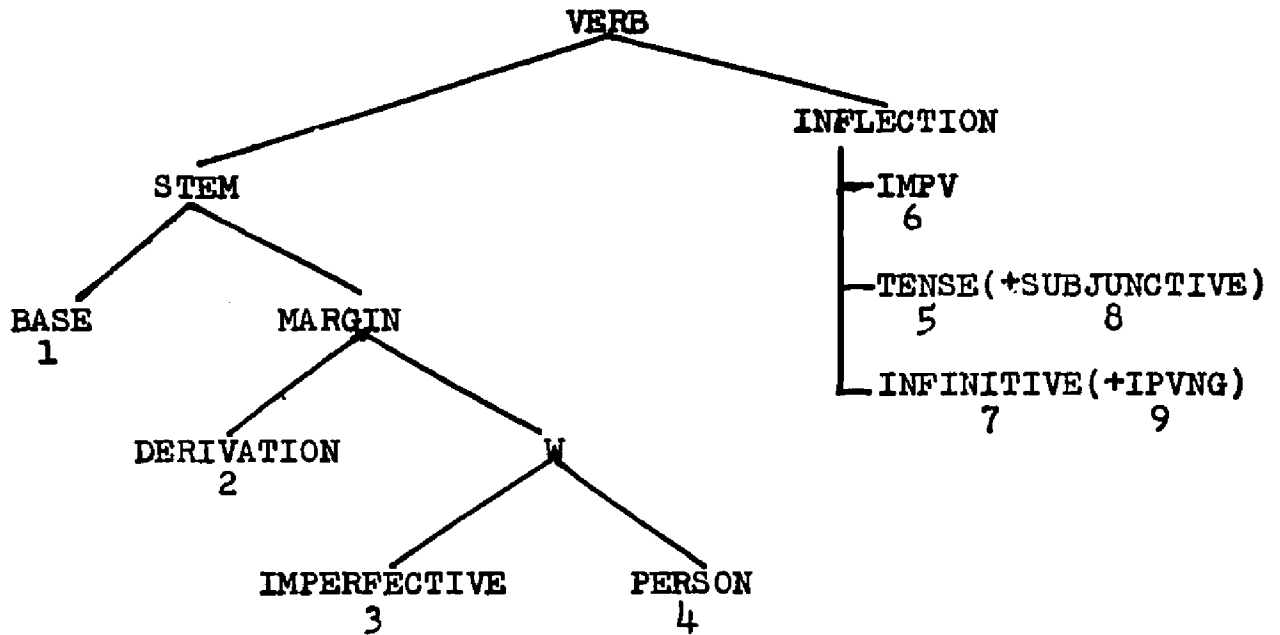 VERB
INFLECTION
STEM
IMPV
6
TENSE(+SUBJUNCTIVE)
5 8
BASE
1
MARGIN
INFINITIVE(+IPVNG)
7 9
DERIVATION
2
W
IMPERFECTIVE
3
PERSON
4